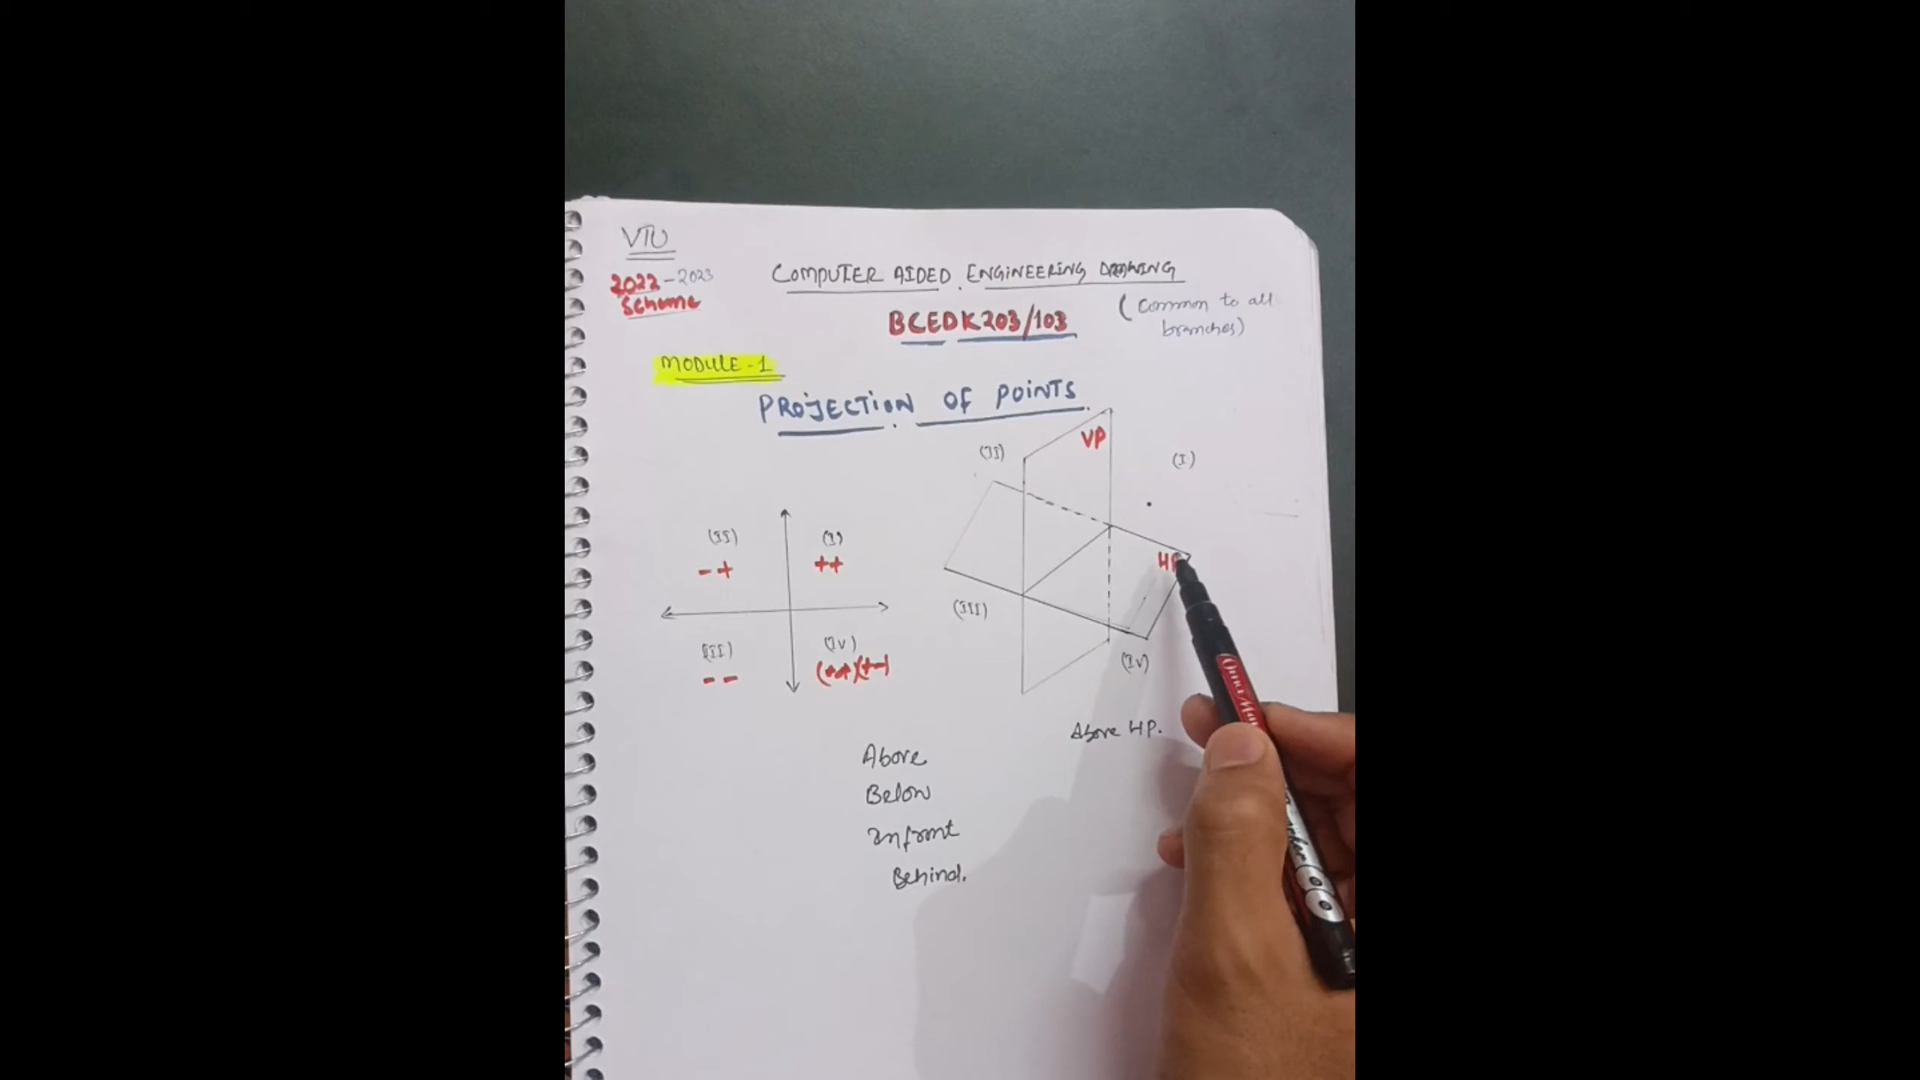 VTU
2022-2023
Scheme
COMPUTER AIDED ENGINEERING DRAWING
BCEDK203/103
(Common to all
branches)
MODULE-1
PROJECTION OF POINTS
VP
(II)
(I)
(II)
(I)
-+
++
HP
(III)
(III)
(IV)
(IV)
--
(++)(+-)
Above HP.
Above
Below
Infront
Behind.